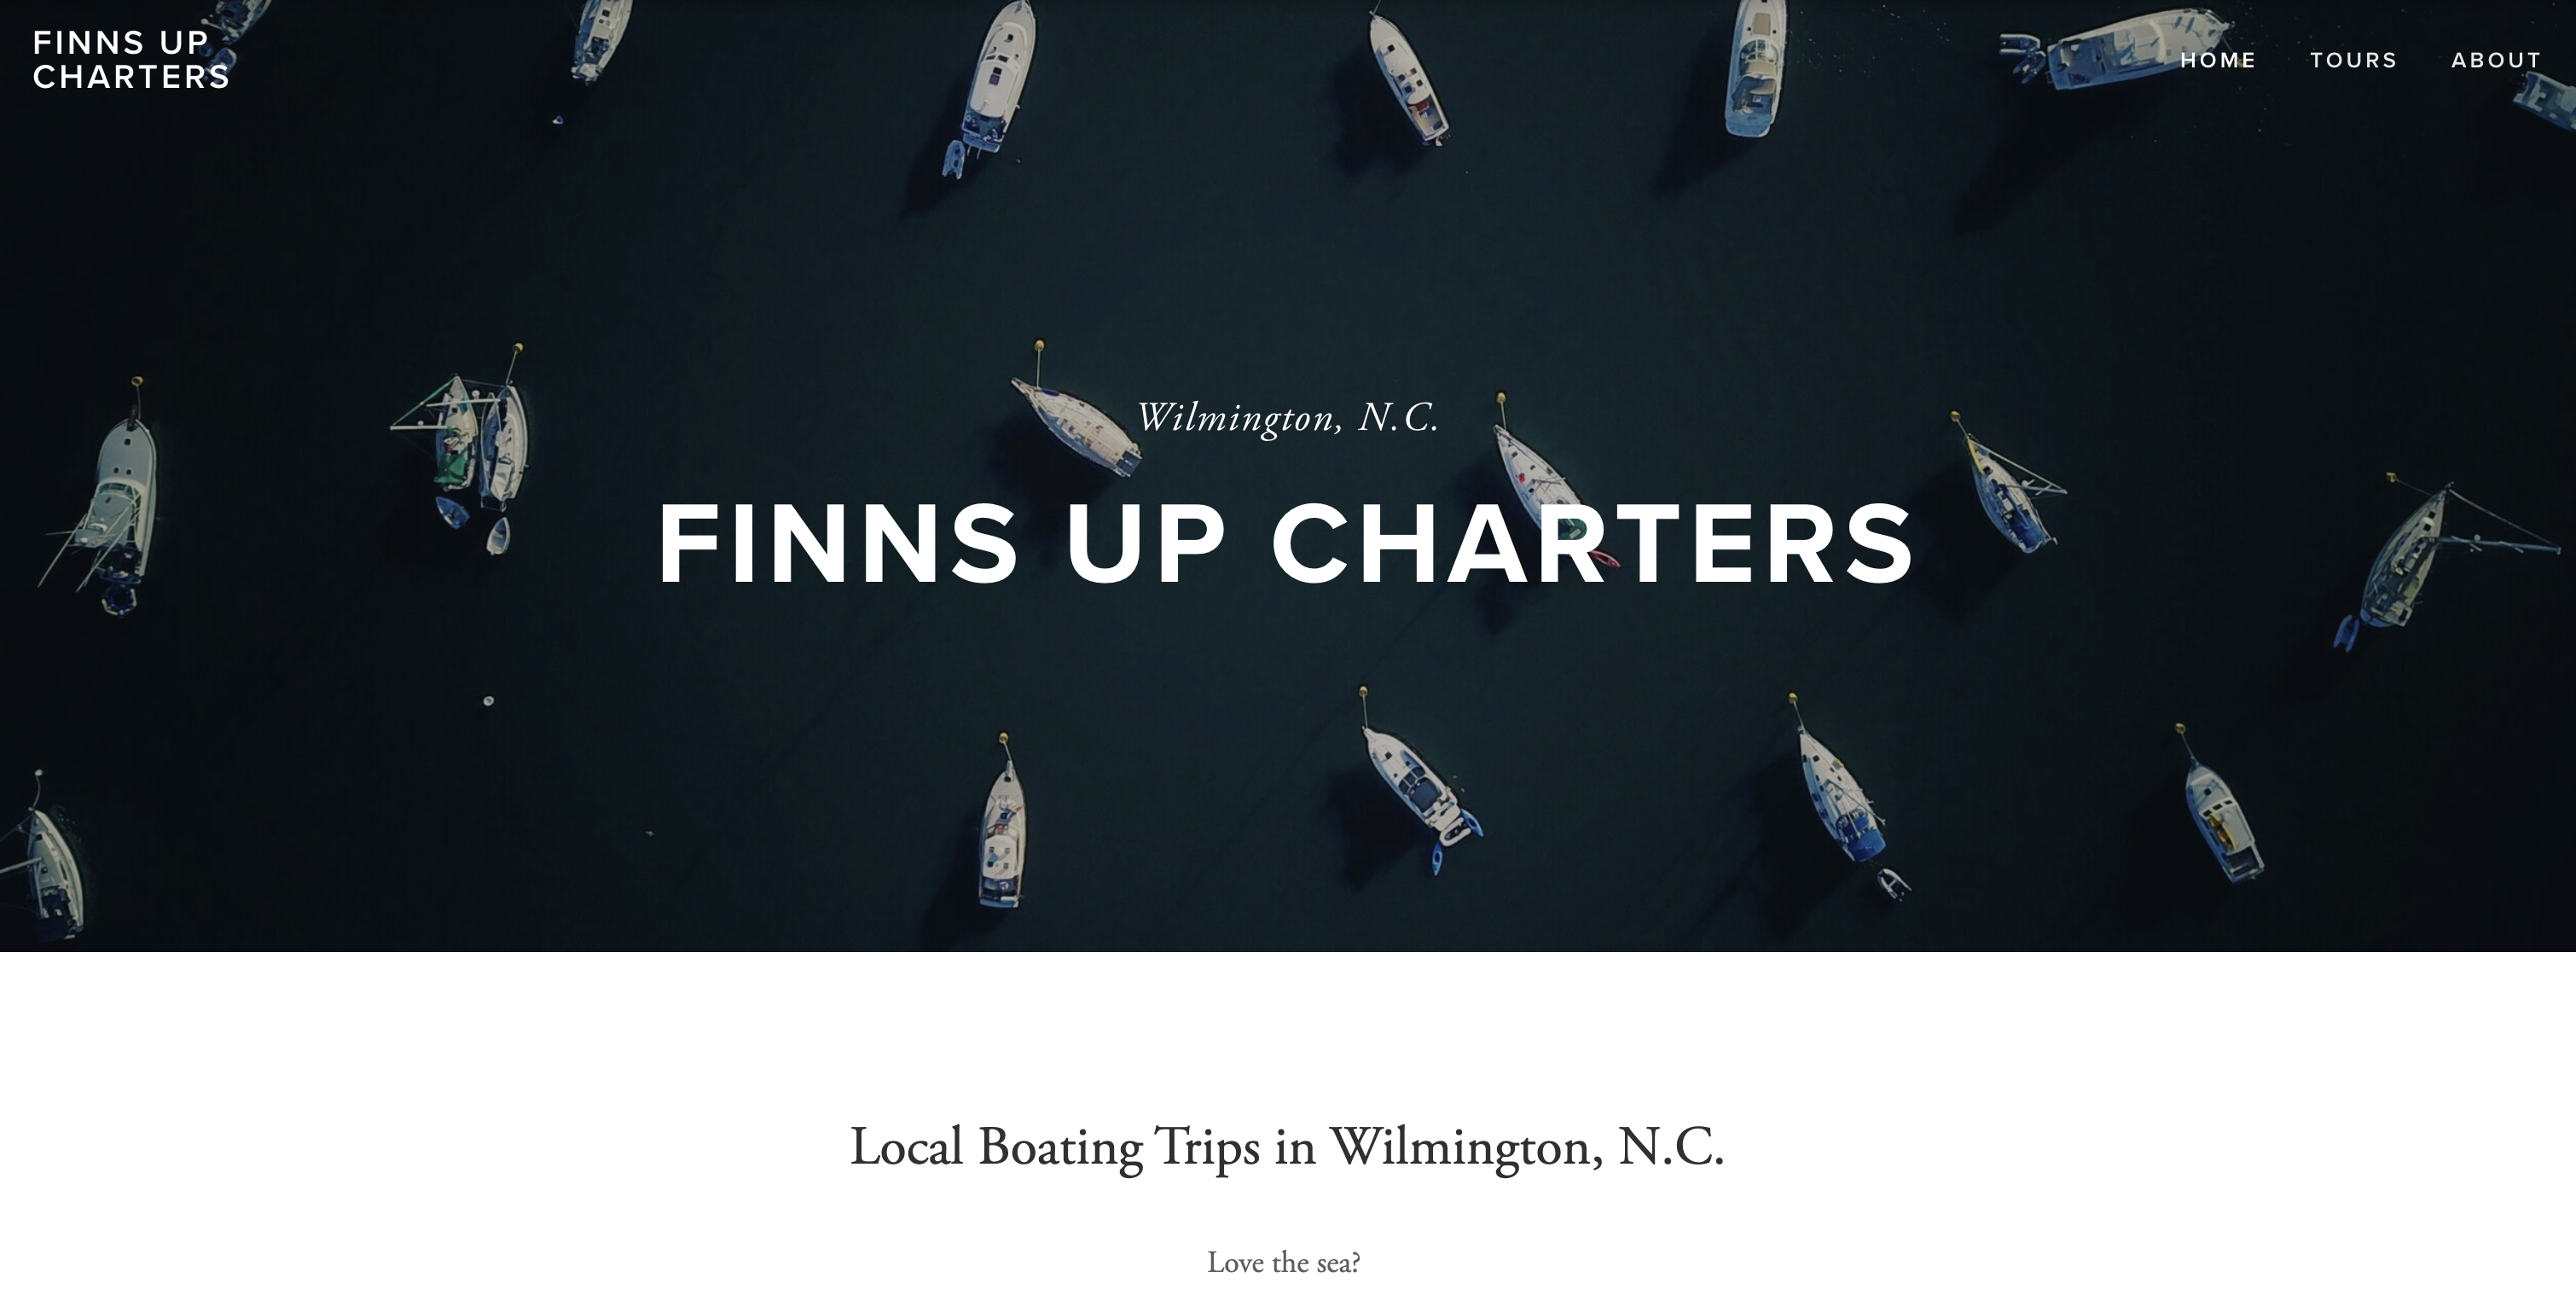 FINNS UP
CHARTERS
HOME TOURS ABOUT
Wilmington, N.C.
FINNS UP CHARTERS
Local Boating Trips in Wilmington, N.C.
Love the sea?